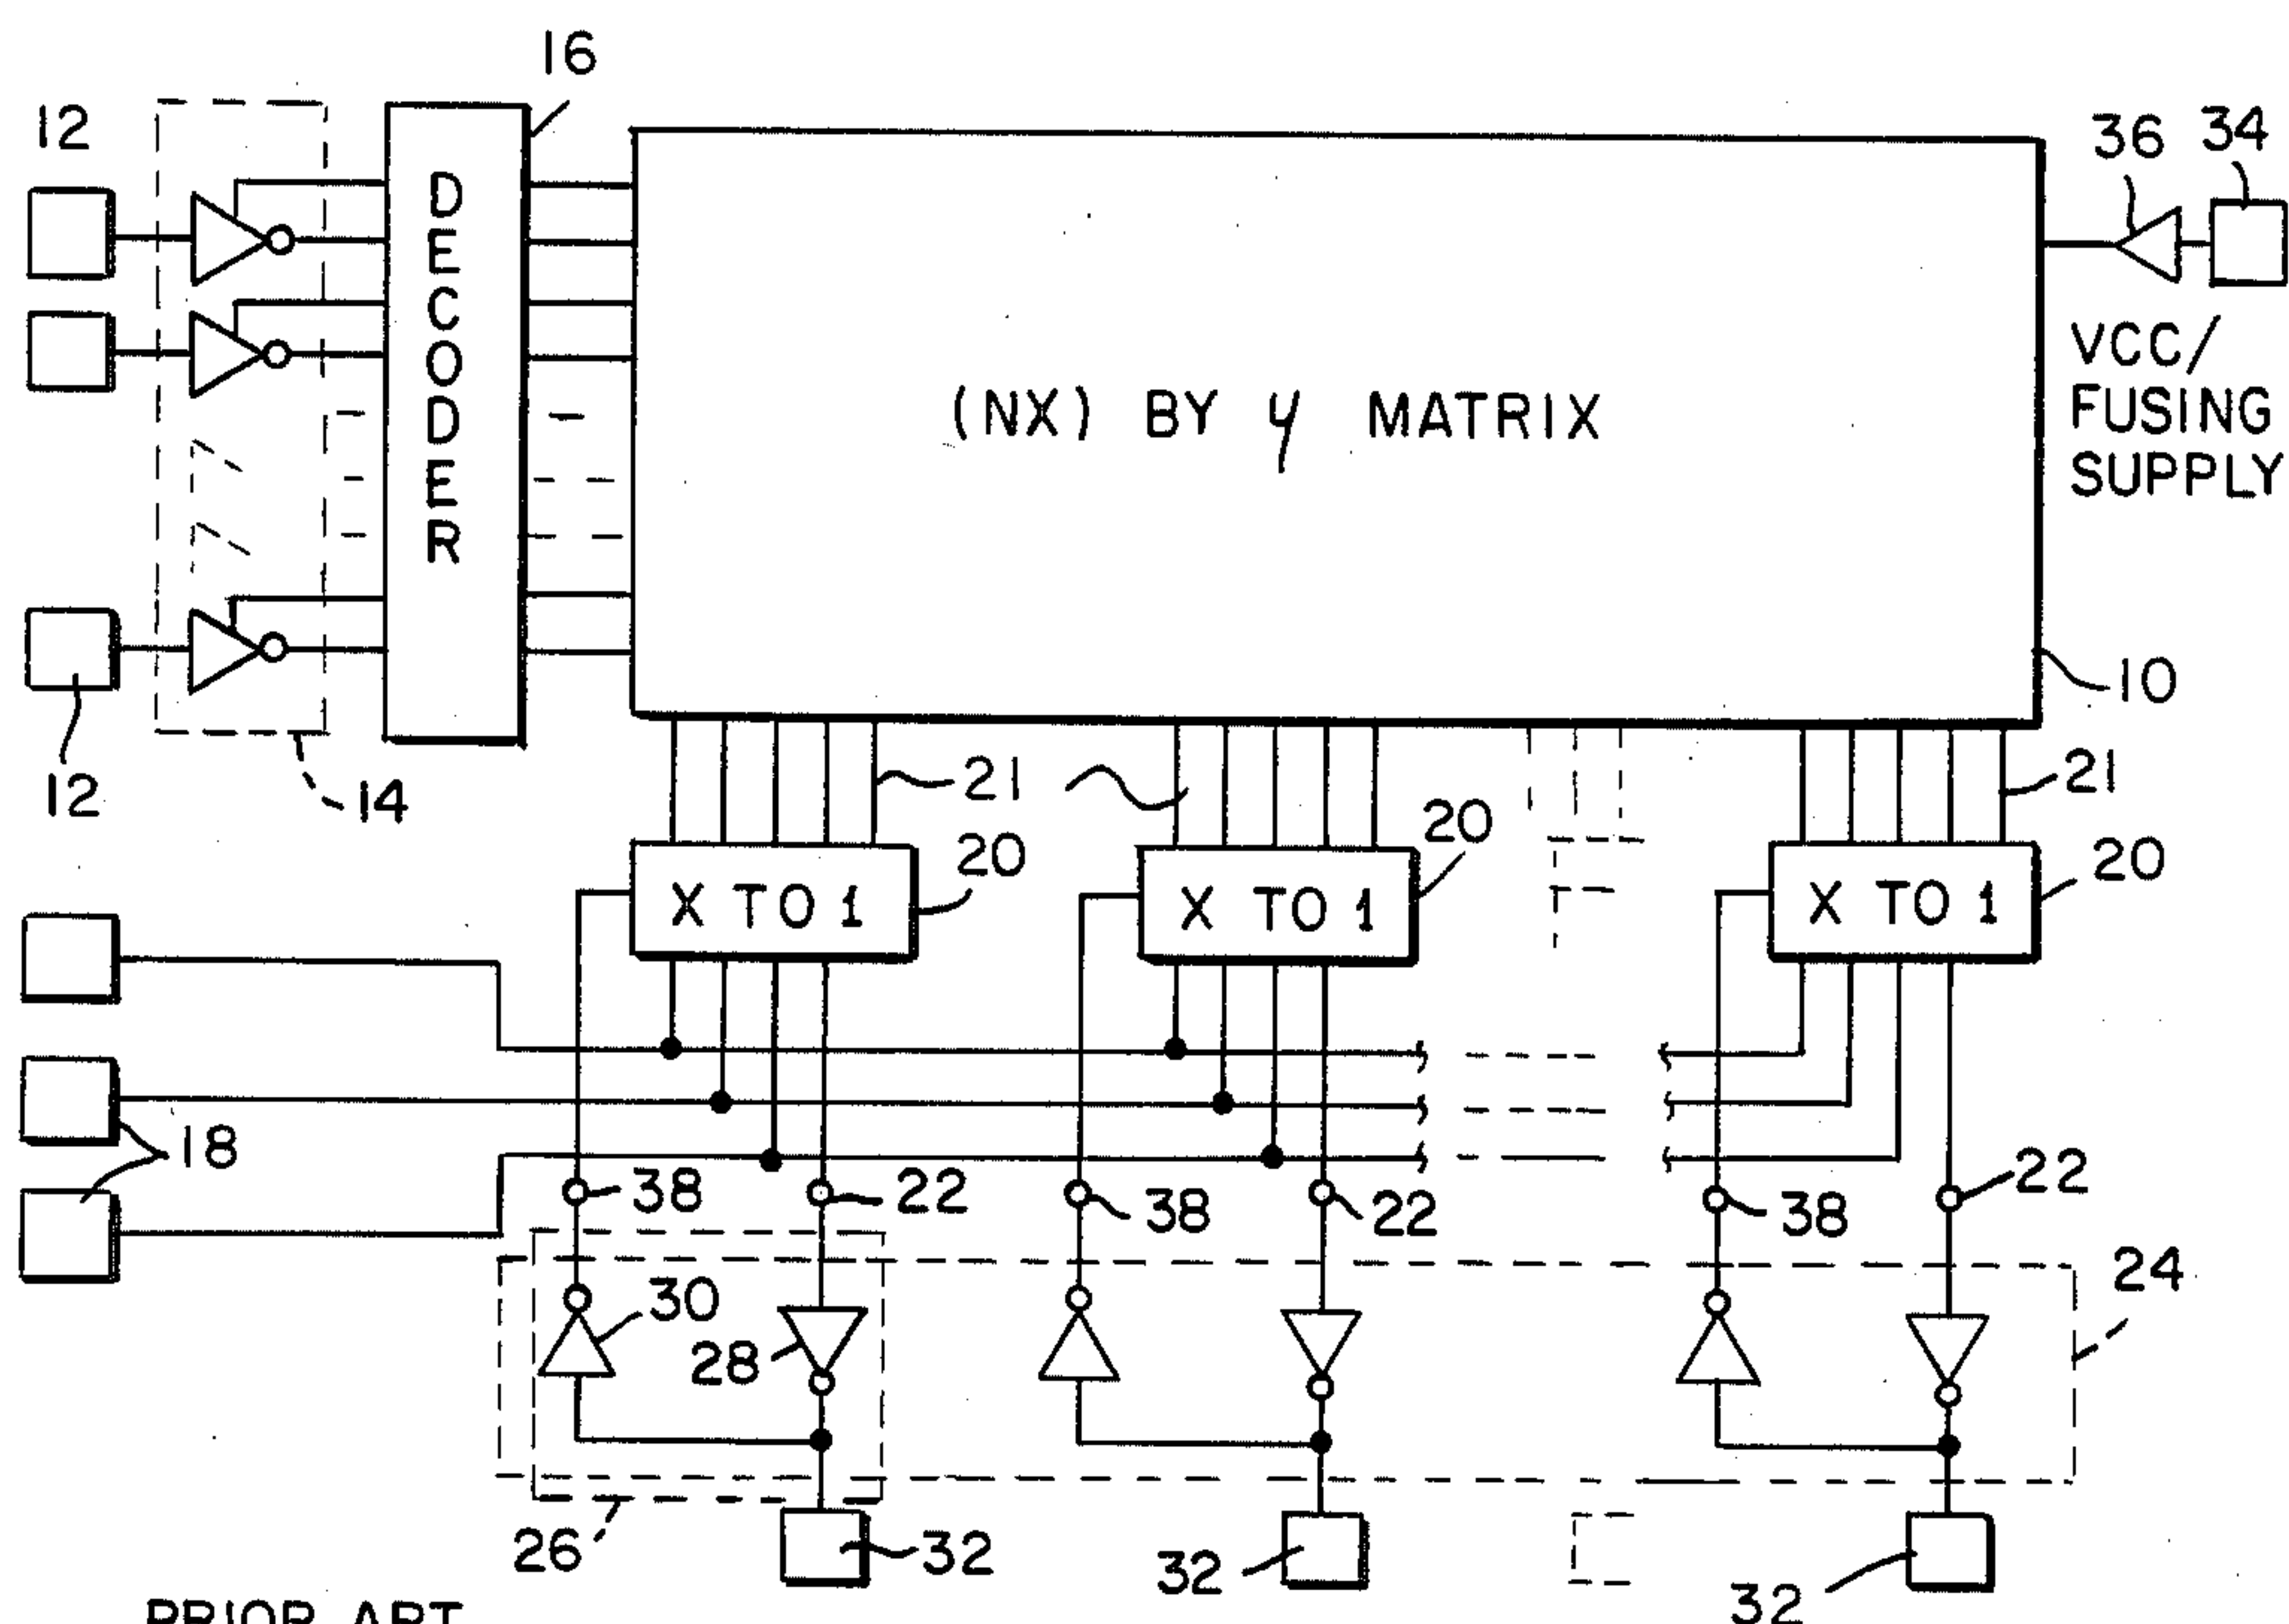 16
12
36 34
DECODER
VCC/
FUSING
SUPPLY
(NX) BY y MATRIX
10
12
14
21
21
20
20
20
X TO 1
X TO 1
X TO 1
18
38
22
38
22
38
22
24
30
28
26
32
32
32
PRIOR ART